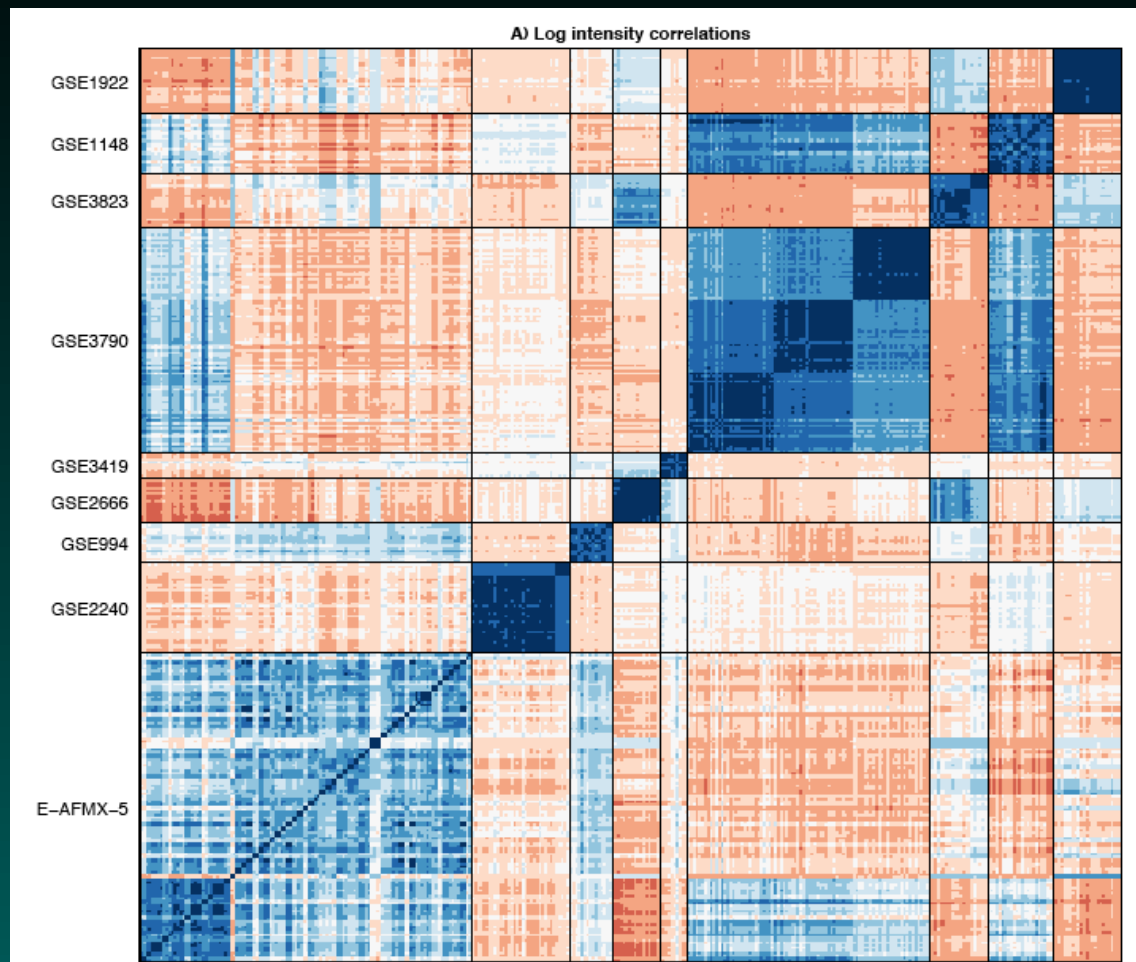 A) Log intensity correlations
GSE1922
GSE1148
GSE3823
GSE3790
GSE3419
GSE2666
GSE994
GSE2240
E−AFMX−5